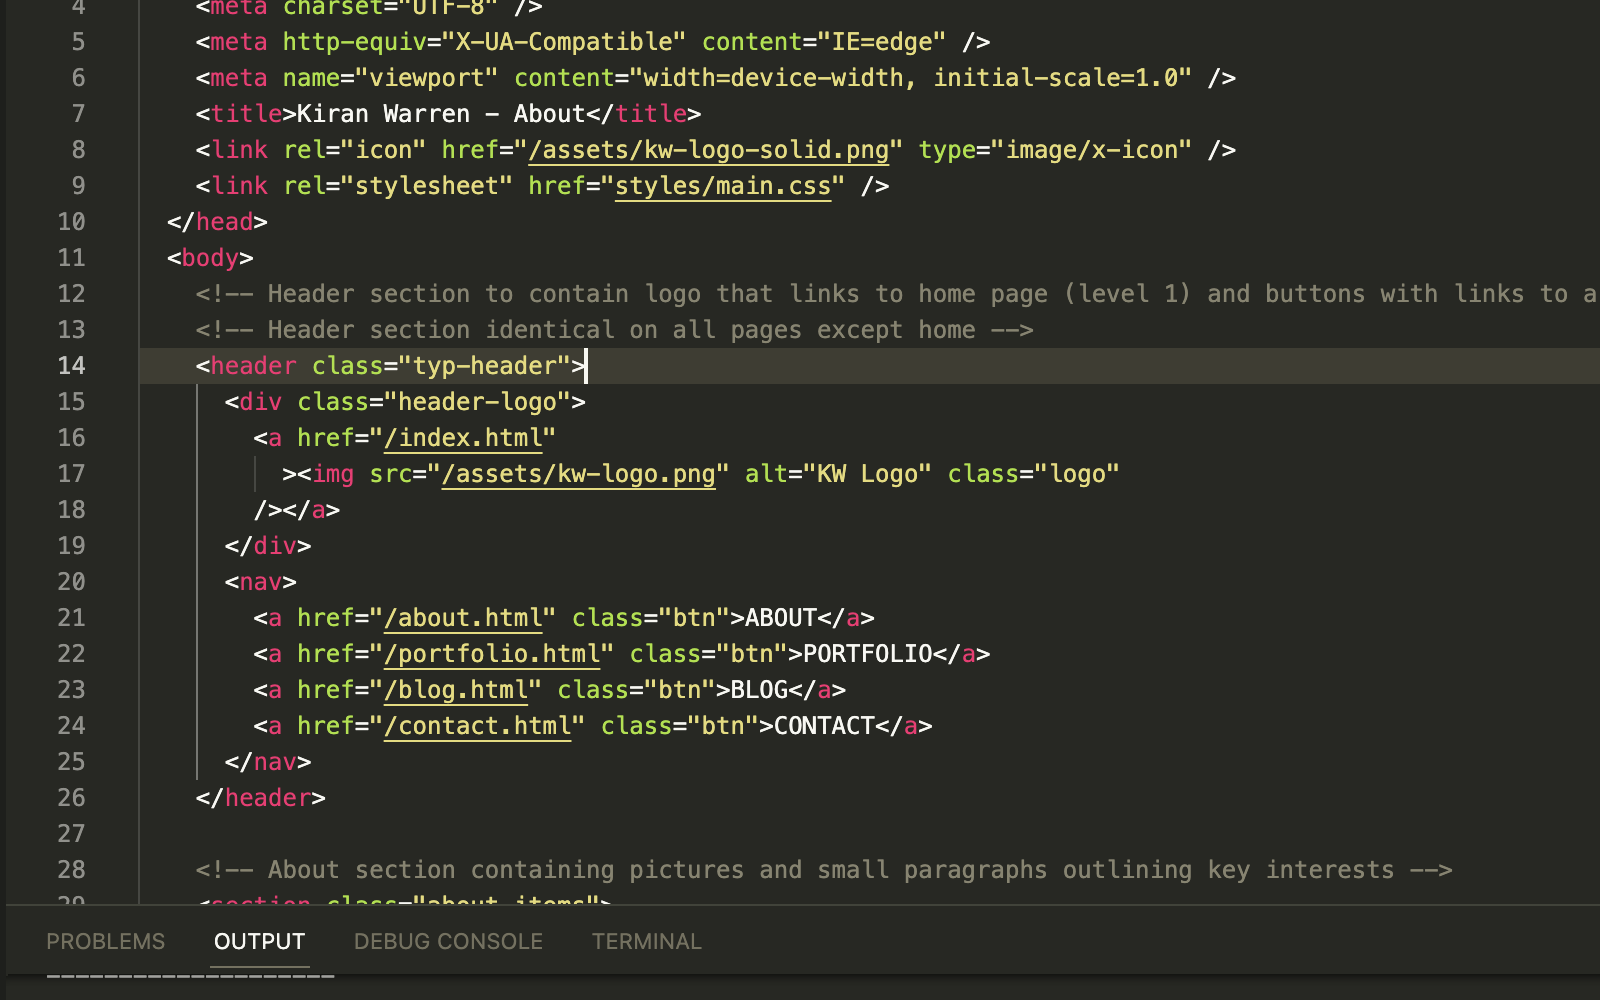 4 <meta charset="UTF-8" />
5 <meta http-equiv="X-UA-Compatible" content="IE=edge" />
6 <meta name="viewport" content="width=device-width, initial-scale=1.0" />
7 <title>Kiran Warren - About</title>
8 <link rel="icon" href="/assets/kw-logo-solid.png" type="image/x-icon" />
9 <link rel="stylesheet" href="styles/main.css" />
10 </head>
11 <body>
12 <!-- Header section to contain logo that links to home page (level 1) and buttons with links to a
13 <!-- Header section identical on all pages except home -->
14 <header class="typ-header">
15 <div class="header-logo">
16 <a href="/index.html"
17 ><img src="/assets/kw-logo.png" alt="KW Logo" class="logo"
18 /></a>
19 </div>
20 <nav>
21 <a href="/about.html" class="btn">ABOUT</a>
22 <a href="/portfolio.html" class="btn">PORTFOLIO</a>
23 <a href="/blog.html" class="btn">BLOG</a>
24 <a href="/contact.html" class="btn">CONTACT</a>
25 </nav>
26 </header>
27
28 <!-- About section containing pictures and small paragraphs outlining key interests -->
29 <section class="about-items">
PROBLEMS OUTPUT DEBUG CONSOLE TERMINAL